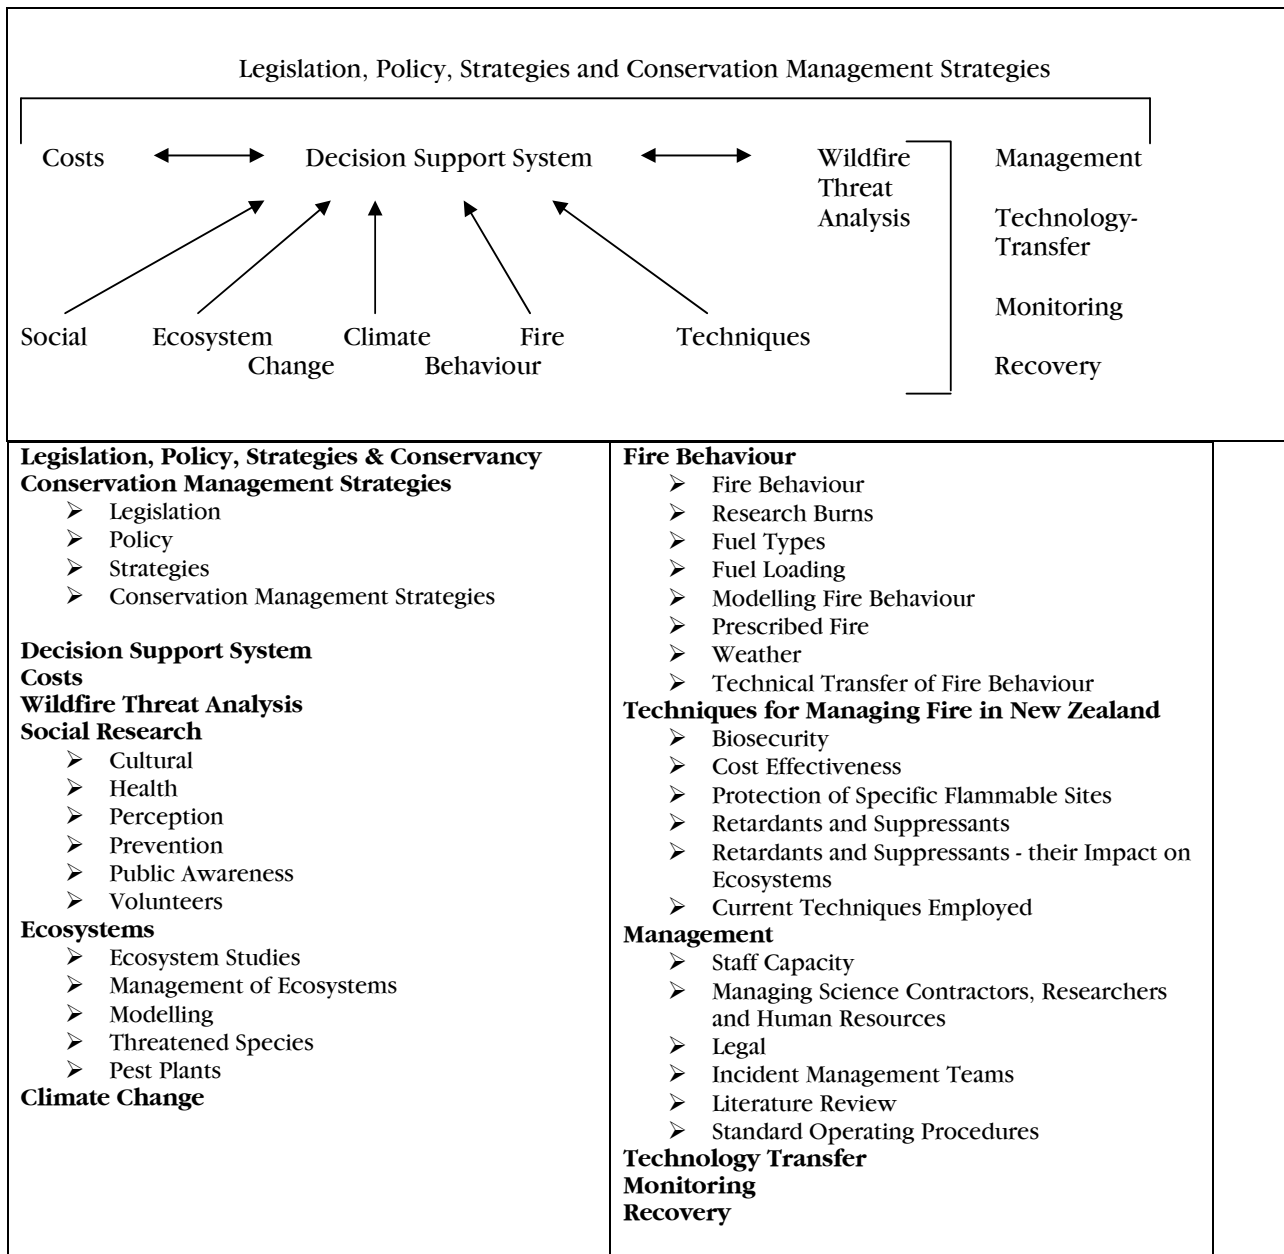 Legislation, Policy, Strategies and Conservation Management Strategies
Costs
Decision Support System
Wildfire
Threat
Analysis
Management
Technology-
Transfer
Monitoring
Recovery
Social
Ecosystem
Climate
Change
Fire
Behaviour
Techniques
Legislation, Policy, Strategies & Conservancy
Conservation Management Strategies
➢ Legislation
➢ Policy
➢ Strategies
➢ Conservation Management Strategies
Decision Support System
Costs
Wildfire Threat Analysis
Social Research
➢ Cultural
➢ Health
➢ Perception
➢ Prevention
➢ Public Awareness
➢ Volunteers
Ecosystems
➢ Ecosystem Studies
➢ Management of Ecosystems
➢ Modelling
➢ Threatened Species
➢ Pest Plants
Climate Change
Fire Behaviour
➢ Fire Behaviour
➢ Research Burns
➢ Fuel Types
➢ Fuel Loading
➢ Modelling Fire Behaviour
➢ Prescribed Fire
➢ Weather
➢ Technical Transfer of Fire Behaviour
Techniques for Managing Fire in New Zealand
➢ Biosecurity
➢ Cost Effectiveness
➢ Protection of Specific Flammable Sites
➢ Retardants and Suppressants
➢ Retardants and Suppressants - their Impact on
Ecosystems
➢ Current Techniques Employed
Management
➢ Staff Capacity
➢ Managing Science Contractors, Researchers
and Human Resources
➢ Legal
➢ Incident Management Teams
➢ Literature Review
➢ Standard Operating Procedures
Technology Transfer
Monitoring
Recovery